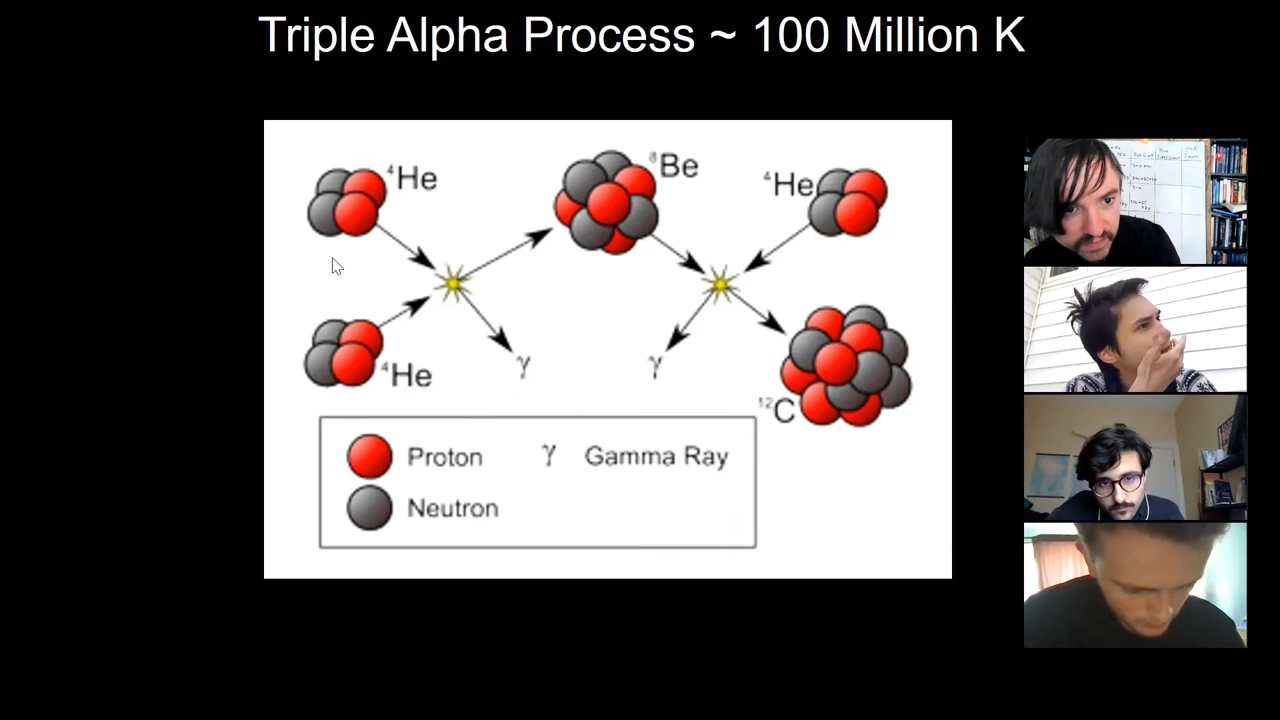 Triple Alpha Process ~ 100 Million K
⁴He
⁸Be
⁴He
γ
γ
⁴He
¹²C
Proton γ Gamma Ray
Neutron